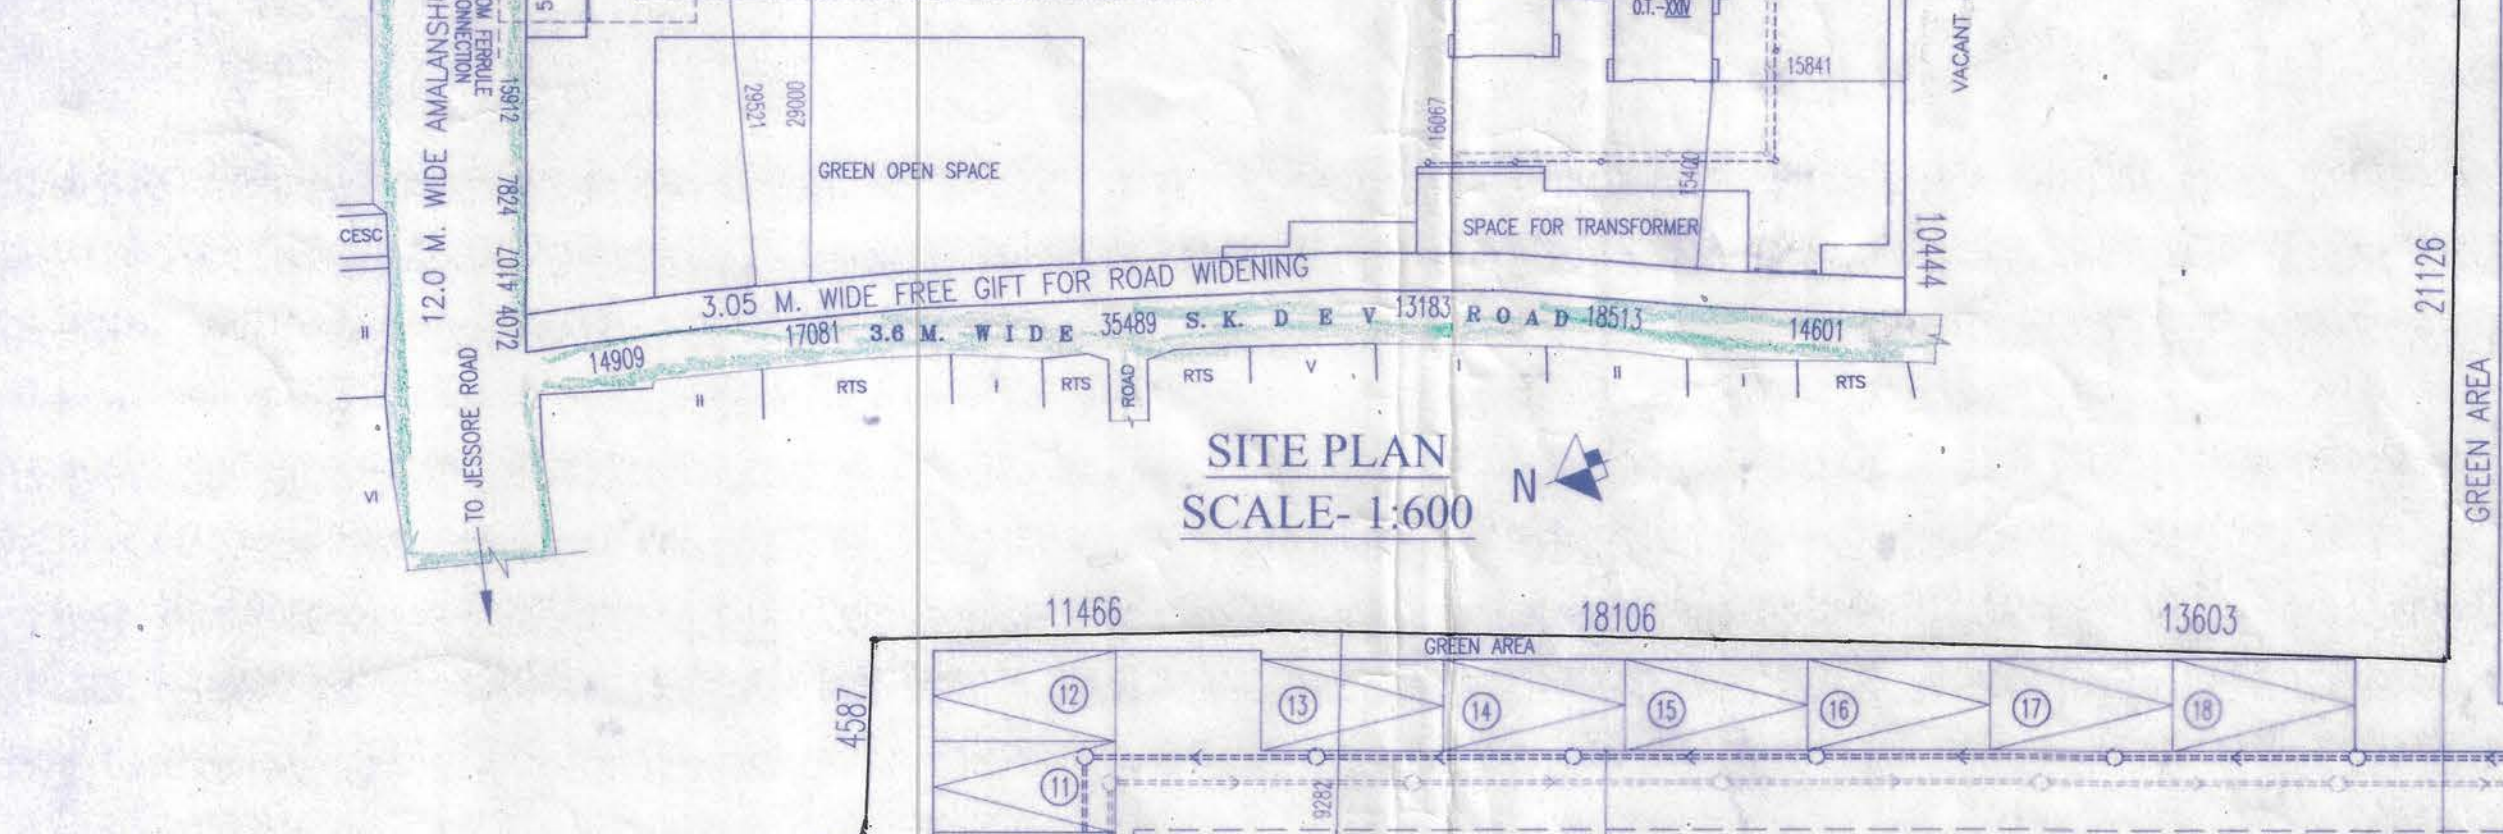 O.T.-XXIV
VACANT
15841
OM FERRULE
ONNECTION
12.0 M. WIDE AMALANSH
15912
7824
7017
4072
29521
29000
16067
15400
GREEN OPEN SPACE
CESC
SPACE FOR TRANSFORMER
10444
21126
GREEN AREA
3.05 M. WIDE FREE GIFT FOR ROAD WIDENING
14909
17081
3.6 M. WIDE
35489
S. K. DEV
13183
ROAD
18513
14601
II
TO JESSORE ROAD
II
RTS
I
RTS
ROAD
RTS
V
I
II
I
RTS
VI
SITE PLAN
SCALE- 1:600
N
11466
18106
13603
GREEN AREA
4587
12
13
14
15
16
17
18
11
9282